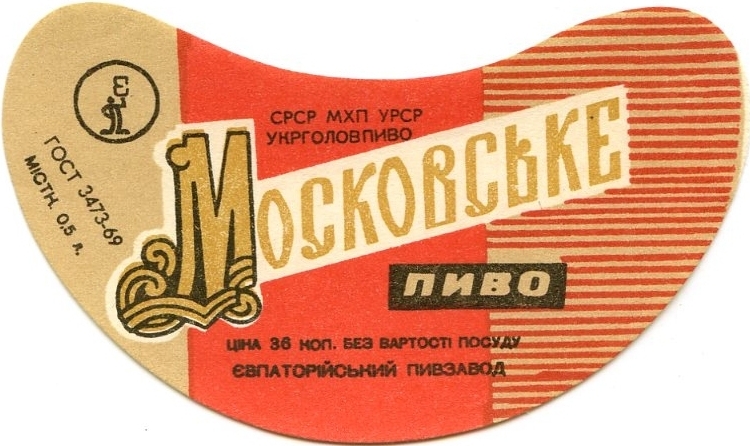 Є
ГОСТ 3473-69
МІСТН. 0.5 л.
СРСР МХП УРСР
УКРГОЛОВПИВО
МОСКОВСЬКЕ
ПИВО
ЦІНА 36 КОП. БЕЗ ВАРТОСТІ ПОСУДУ
ЄВПАТОРІЙСЬКИЙ ПИВЗАВОД